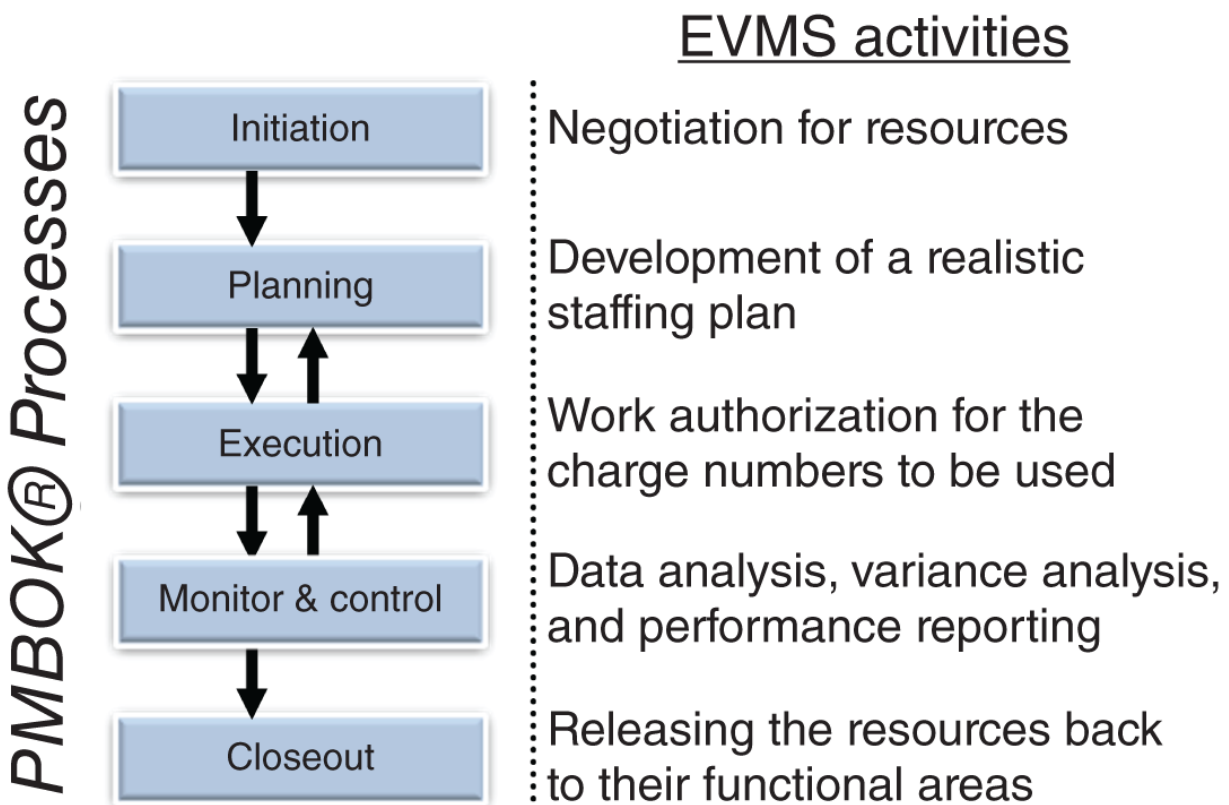 EVMS activities
PMBOK® Processes
Initiation
Negotiation for resources
Planning
Development of a realistic
staffing plan
Execution
Work authorization for the
charge numbers to be used
Monitor & control
Data analysis, variance analysis,
and performance reporting
Closeout
Releasing the resources back
to their functional areas